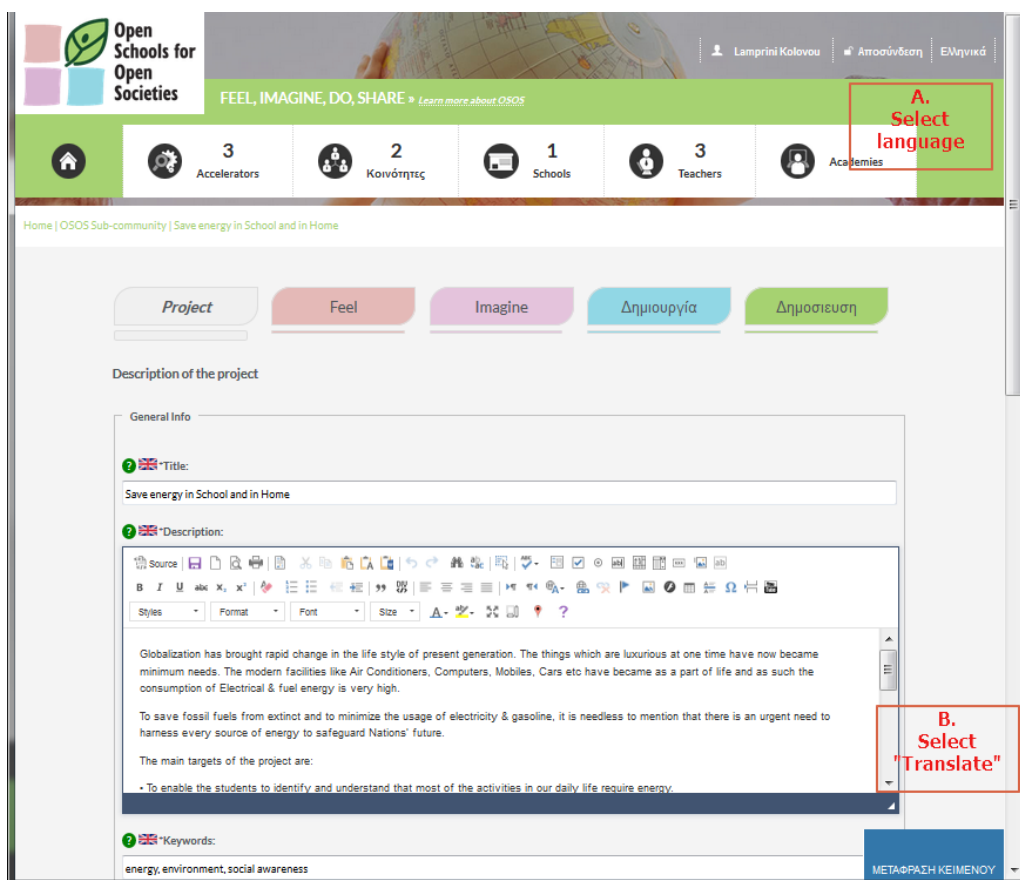 Open
Schools for
Open
Societies
Lamprini Kolovou
Αποσύνδεση
Ελληνικά
FEEL, IMAGINE, DO, SHARE » Learn more about OSOS
A.
Select
language
3
Accelerators
2
Κοινότητες
1
Schools
3
Teachers
Academies
Home | OSOS Sub-community | Save energy in School and in Home
Project
Feel
Imagine
Δημιουργία
Δημοσιευση
Description of the project
General Info
*Title:
Save energy in School and in Home
*Description:
Source
Styles
Format
Font
Size
Globalization has brought rapid change in the life style of present generation. The things which are luxurious at one time have now became
minimum needs. The modern facilities like Air Conditioners, Computers, Mobiles, Cars etc have became as a part of life and as such the
consumption of Electrical & fuel energy is very high.
To save fossil fuels from extinct and to minimize the usage of electricity & gasoline, it is needless to mention that there is an urgent need to
harness every source of energy to safeguard Nations' future.
The main targets of the project are:
• To enable the students to identify and understand that most of the activities in our daily life require energy.
B.
Select
"Translate"
*Keywords:
energy, environment, social awareness
ΜΕΤΑΦΡΑΣΗ ΚΕΙΜΕΝΟΥ